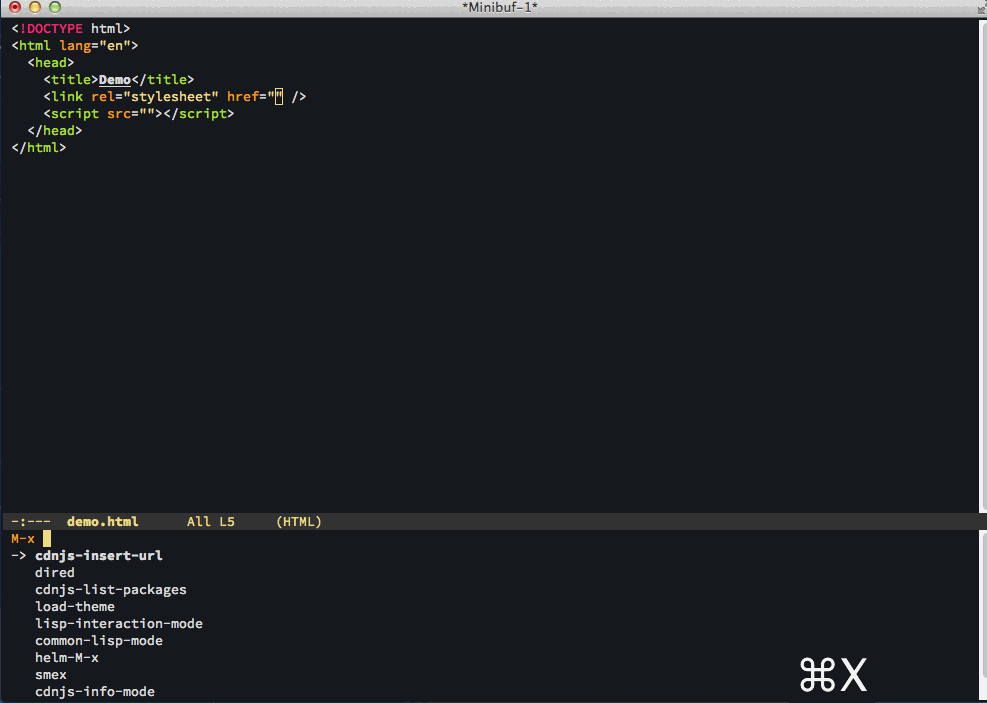 *Minibuf-1*
<!DOCTYPE html>
<html lang="en">
  <head>
    <title>Demo</title>
    <link rel="stylesheet" href="" />
    <script src=""></script>
  </head>
</html>
-:---  demo.html      All L5     (HTML)
M-x
-> cdnjs-insert-url
   dired
   cdnjs-list-packages
   load-theme
   lisp-interaction-mode
   common-lisp-mode
   helm-M-x
   smex
   cdnjs-info-mode
⌘X